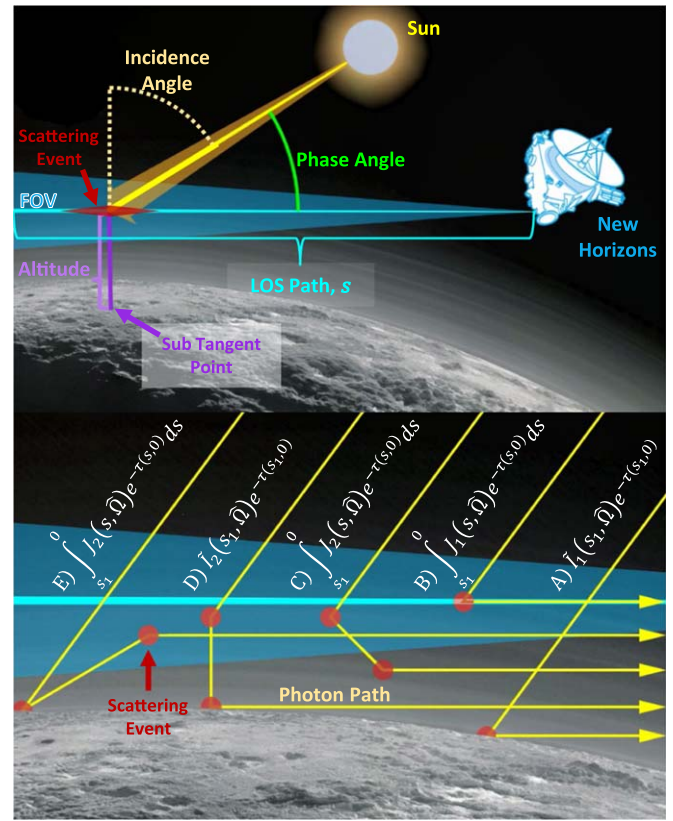 Sun
Incidence
Angle
Scattering
Event
Phase Angle
FOV
New
Horizons
Altitude
LOS Path, s
Sub Tangent
Point
E) ∫_{s₁}^{0} J₂(s,Ω̂)e^{−τ(s,0)}ds
D) Ĩ₂(s₁,Ω̂)e^{−τ(s₁,0)}
C) ∫_{s₁}^{0} J₂(s,Ω̂)e^{−τ(s,0)}ds
B) ∫_{s₁}^{0} J₁(s,Ω̂)e^{−τ(s,0)}ds
A) Ĩ₁(s₁,Ω̂)e^{−τ(s₁,0)}
Photon Path
Scattering
Event